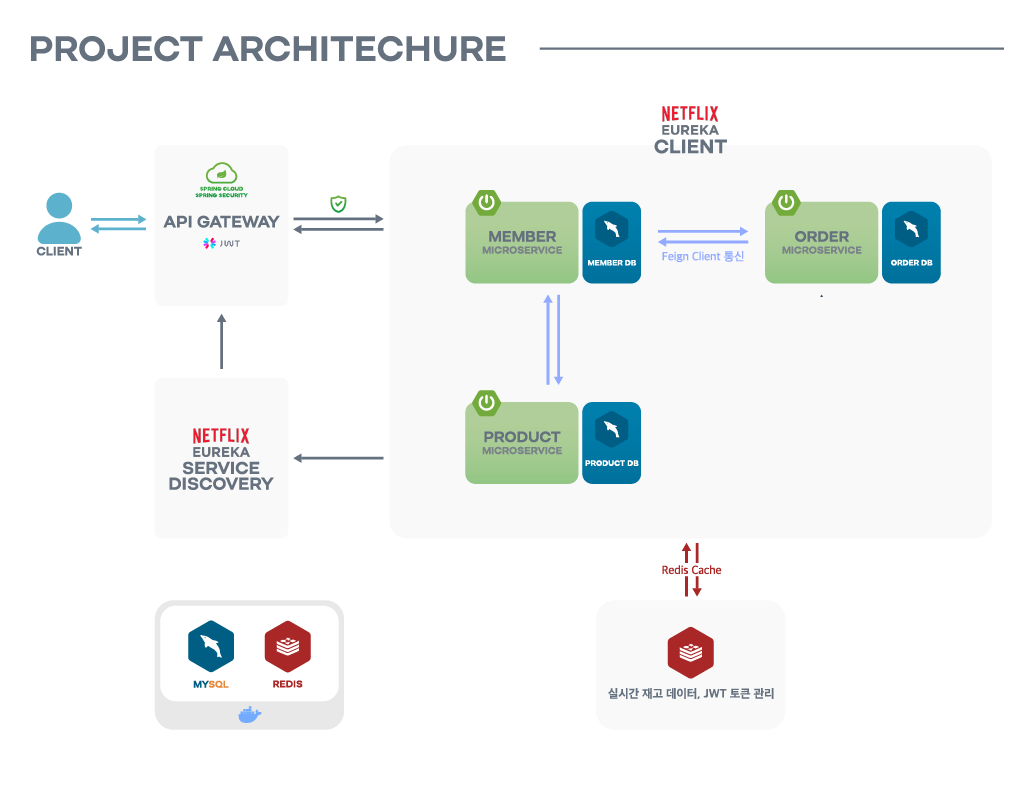 PROJECT ARCHITECHURE
NETFLIX
EUREKA
CLIENT
SPRING CLOUD
SPRING SECURITY
API GATEWAY
JWT
CLIENT
MEMBER
MICROSERVICE
MEMBER DB
Feign Client 통신
ORDER
MICROSERVICE
ORDER DB
PRODUCT
MICROSERVICE
PRODUCT DB
NETFLIX
EUREKA
SERVICE
DISCOVERY
Redis Cache
MYSQL
REDIS
실시간 재고 데이터, JWT 토큰 관리